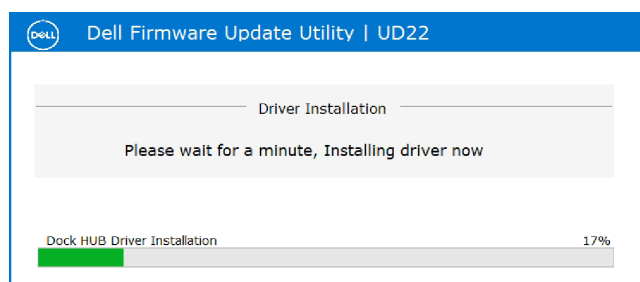 DELL
Dell Firmware Update Utility | UD22
Driver Installation
Please wait for a minute, Installing driver now
Dock HUB Driver Installation 17%